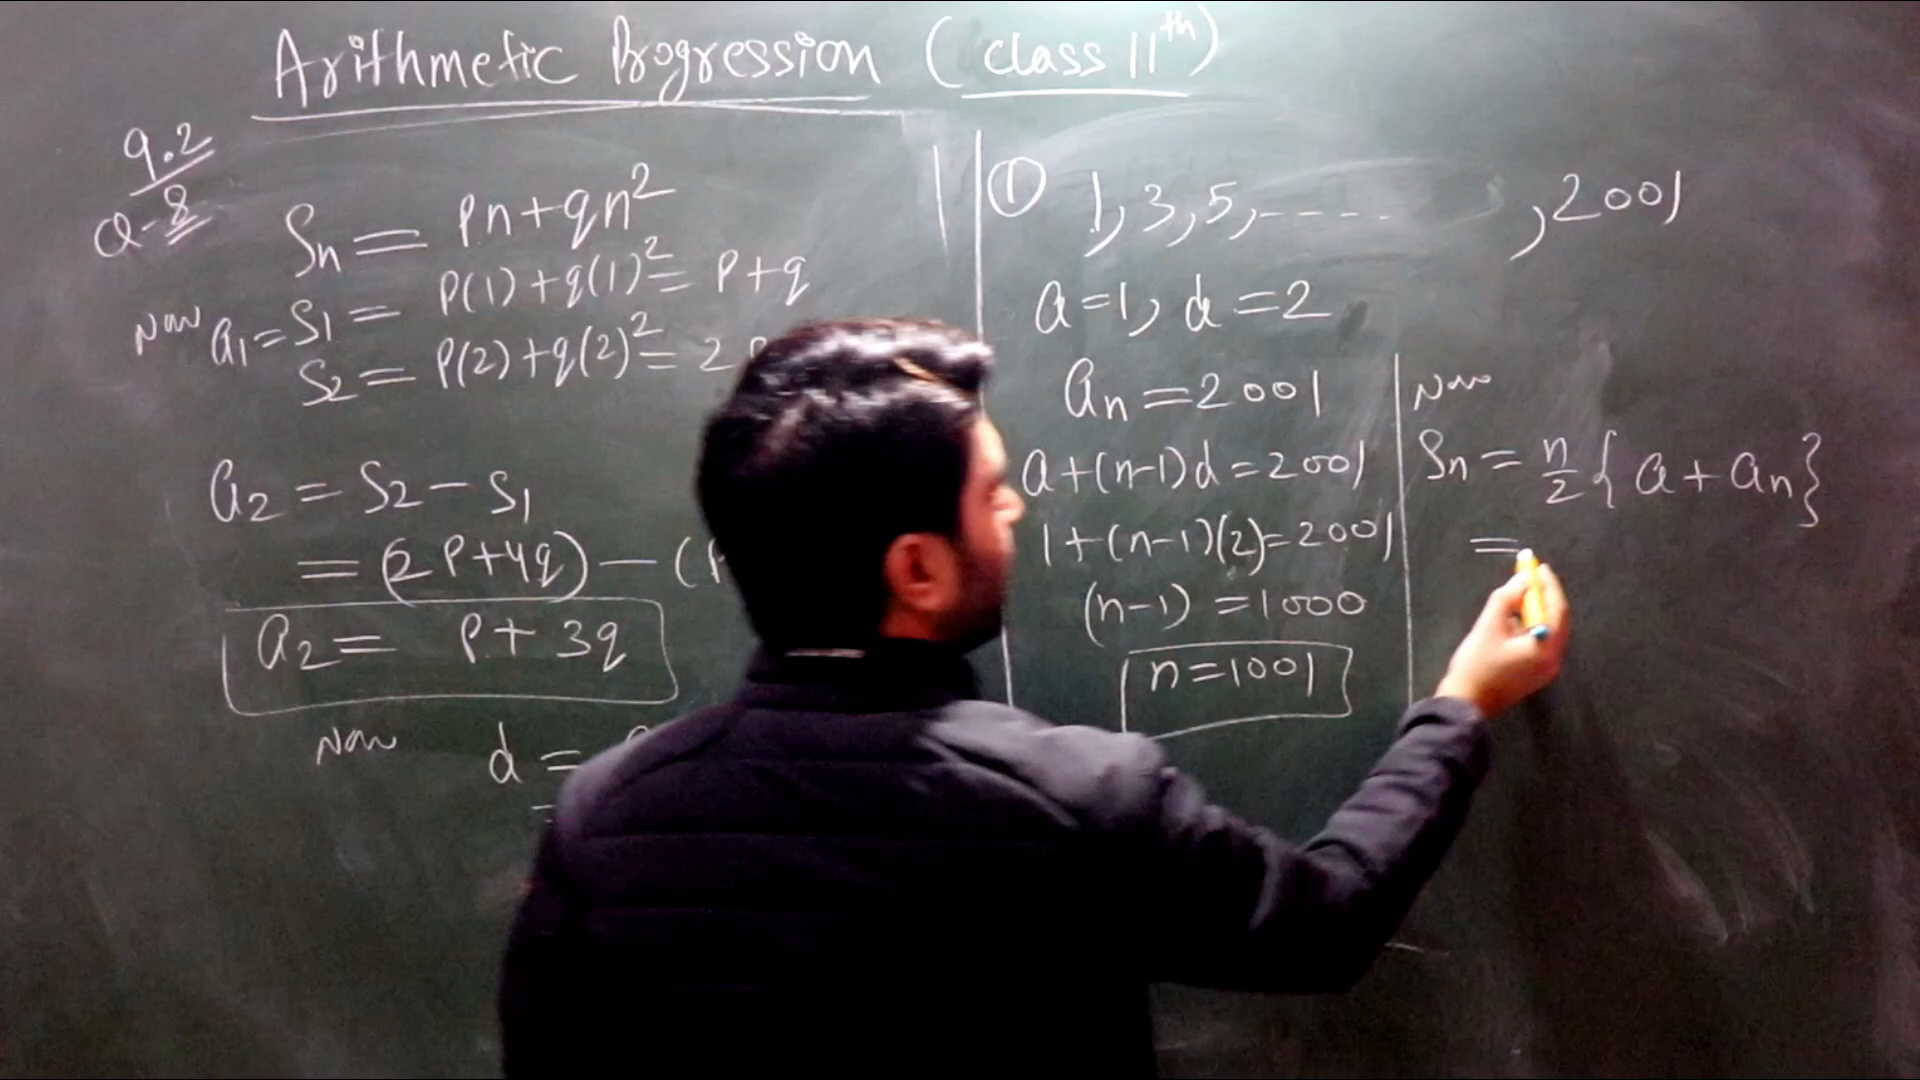 Arithmetic Progression (class 11th)
9.2
Q-8
Sn = pn+qn²
Now a1 = S1 = p(1)+q(1)² = p+q
S2 = p(2)+q(2)² = 2
a2 = S2 - S1
= (2p+4q) - (
a2 = p+3q
Now d =
=
① 1, 3, 5, ---- , 2001
a=1, d=2
an = 2001
a+(n-1)d = 2001
1+(n-1)(2) = 2001
(n-1) = 1000
n = 1001
Now
Sn = n/2 { a + an }
=